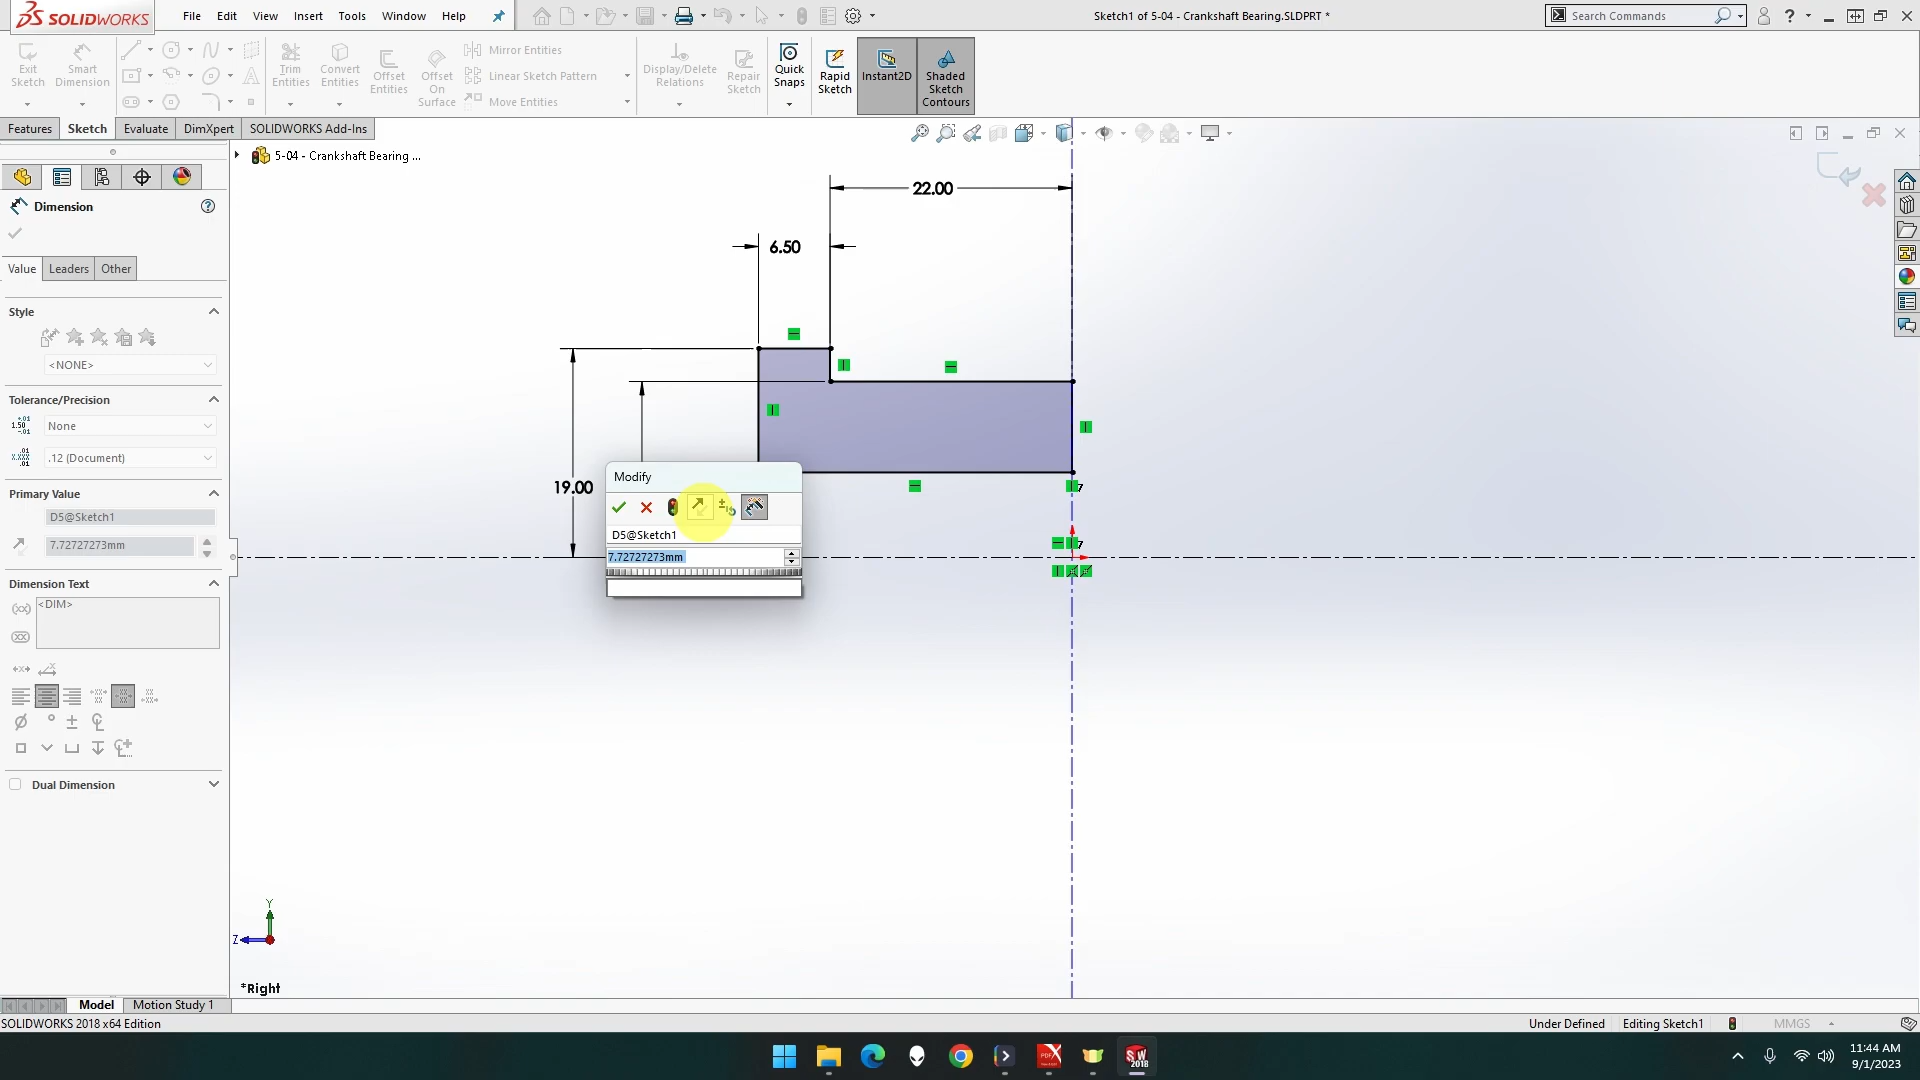 SOLIDWORKS
File Edit View Insert Tools Window Help
Sketch1 of 5-04 - Crankshaft Bearing.SLDPRT *
Search Commands
Exit Sketch
Smart Dimension
Trim Entities
Convert Entities
Offset Entities
Offset On Surface
Mirror Entities
Linear Sketch Pattern
Move Entities
Display/Delete Relations
Repair Sketch
Quick Snaps
Rapid Sketch
Instant2D
Shaded Sketch Contours
Features Sketch Evaluate DimXpert SOLIDWORKS Add-Ins
5-04 - Crankshaft Bearing ...
Dimension
Value Leaders Other
Style
<NONE>
Tolerance/Precision
None
.12 (Document)
Primary Value
D5@Sketch1
7.72727273mm
Dimension Text
<DIM>
Dual Dimension
22.00
6.50
19.00
Modify
D5@Sketch1
7.72727273mm
7
7
Y
Z
*Right
Model Motion Study 1
SOLIDWORKS 2018 x64 Edition
Under Defined Editing Sketch1 MMGS
11:44 AM
9/1/2023